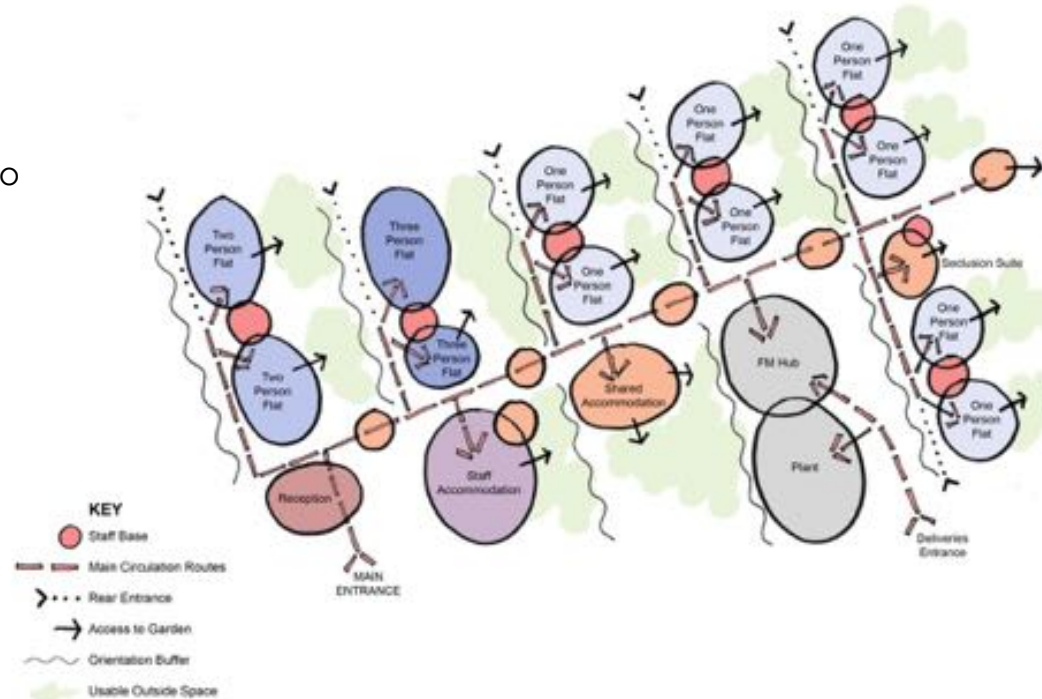 One
Person
Flat
One
Person
Flat
One
Person
Flat
One
Person
Flat
One
Person
Flat
One
Person
Flat
Two
Person
Flat
Three
Person
Flat
Seclusion Suite
One
Person
Flat
Three
Person
Flat
Two
Person
Flat
FM Hub
Shared
Accommodation
One
Person
Flat
Staff
Accommodation
Plant
Reception
Deliveries
Entrance
MAIN
ENTRANCE
KEY
Staff Base
Main Circulation Routes
Rear Entrance
Access to Garden
Orientation Buffer
Usable Outside Space